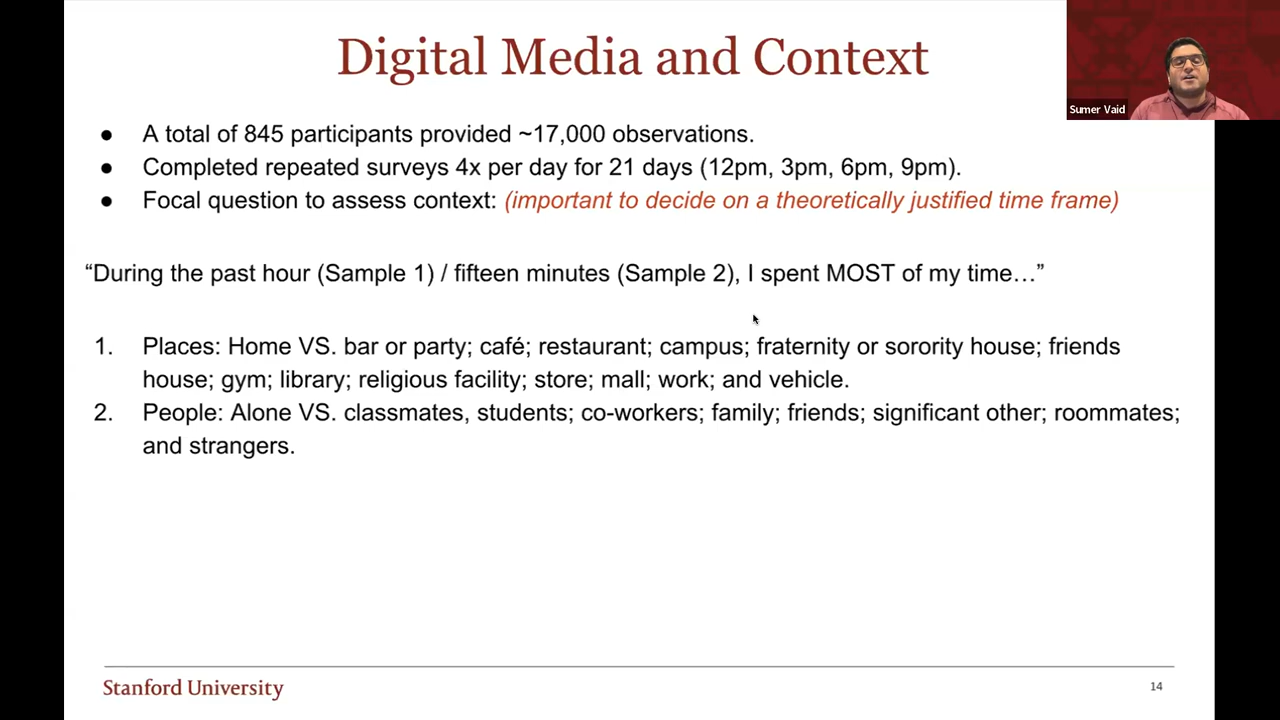 Digital Media and Context
Sumer Vaid
● A total of 845 participants provided ~17,000 observations.
● Completed repeated surveys 4x per day for 21 days (12pm, 3pm, 6pm, 9pm).
● Focal question to assess context: (important to decide on a theoretically justified time frame)
“During the past hour (Sample 1) / fifteen minutes (Sample 2), I spent MOST of my time…”
1. Places: Home VS. bar or party; café; restaurant; campus; fraternity or sorority house; friends
house; gym; library; religious facility; store; mall; work; and vehicle.
2. People: Alone VS. classmates, students; co-workers; family; friends; significant other; roommates;
and strangers.
Stanford University
14